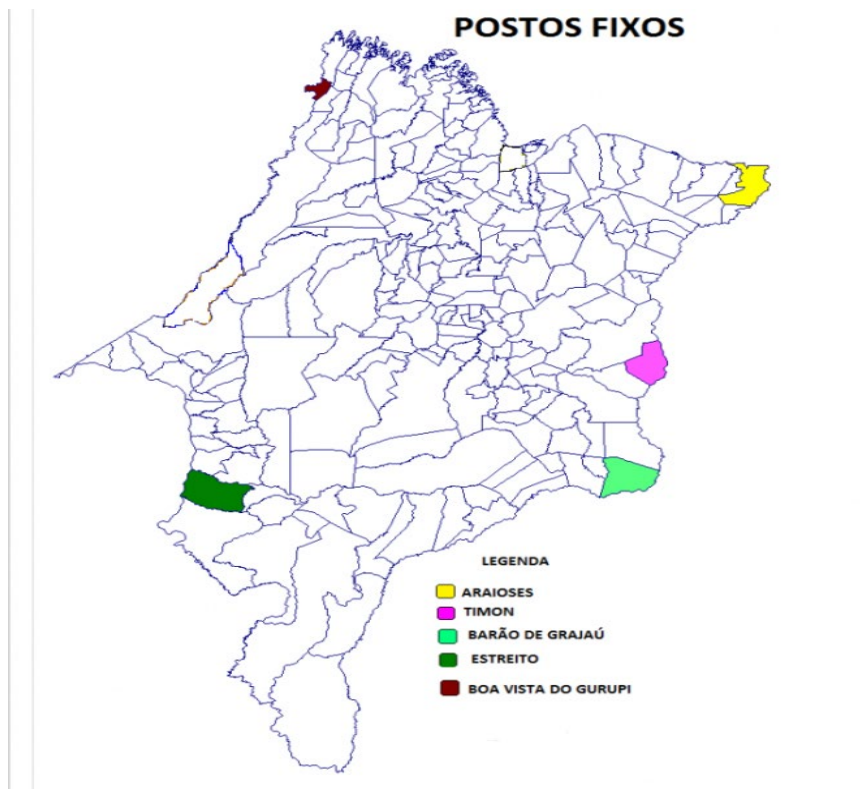 POSTOS FIXOS
LEGENDA
ARAIOSES
TIMON
BARÃO DE GRAJAÚ
ESTREITO
BOA VISTA DO GURUPI